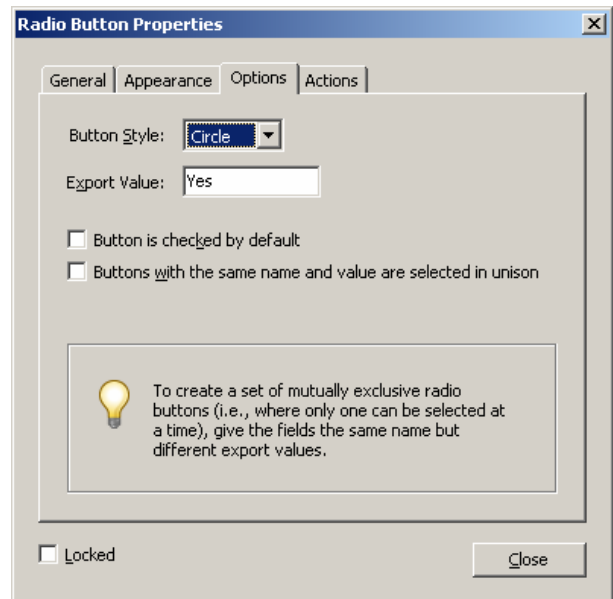 Radio Button Properties
General Appearance Options Actions
Button Style: Circle
Export Value: Yes
Button is checked by default
Buttons with the same name and value are selected in unison
To create a set of mutually exclusive radio
buttons (i.e., where only one can be selected at
a time), give the fields the same name but
different export values.
Locked
Close